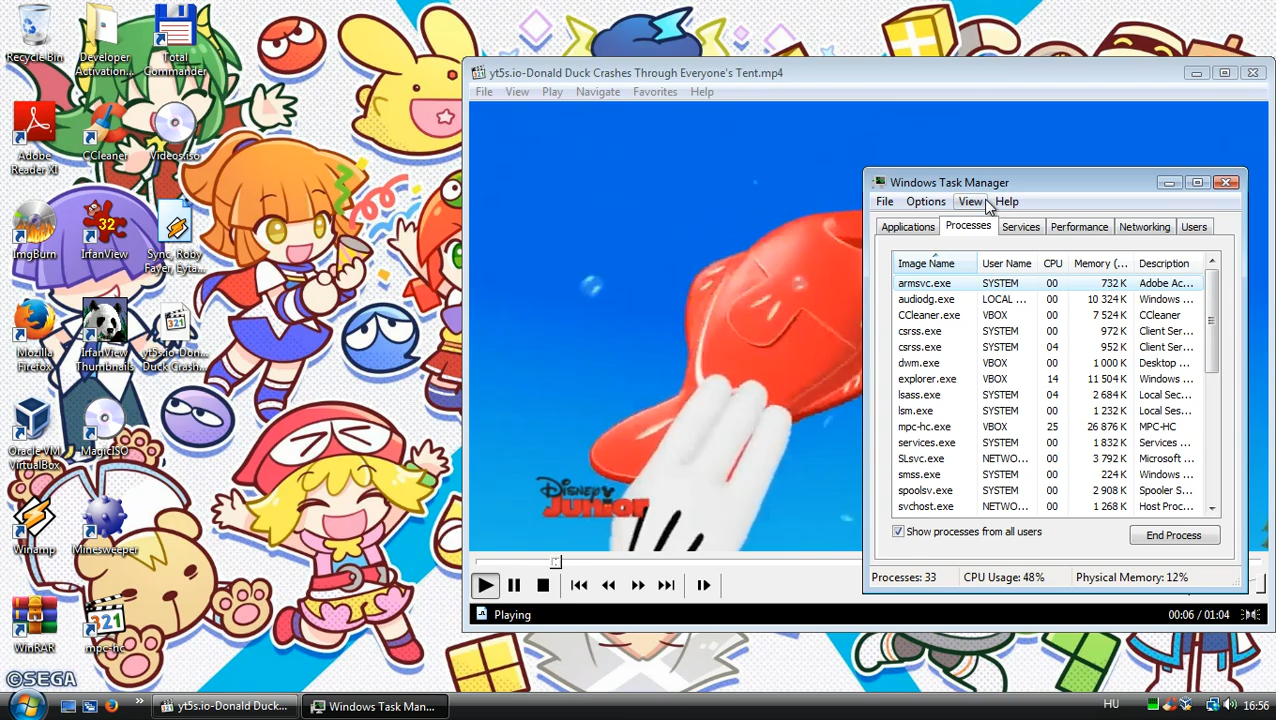 Recycle Bin
Developer
Activation...
Total
Commander
Adobe
Reader XI
CCleaner
Videos.iso
ImgBurn
32
IrfanView
Sync, Roby
Fayer, Eyta...
Mozilla
Firefox
IrfanView
Thumbnails
321
yt5s.io-Don...
Duck Crash...
Oracle VM
VirtualBox
MagicISO
Winamp
Minesweeper
WinRAR
321
mpc-hc
©SEGA
yt5s.io-Donald Duck Crashes Through Everyone's Tent.mp4
File View Play Navigate Favorites Help
Disney
Junior
Playing
00:06 / 01:04
Windows Task Manager
File Options View Help
Applications Processes Services Performance Networking Users
Image Name User Name CPU Memory (... Description
armsvc.exe SYSTEM 00 732 K Adobe Ac...
audiodg.exe LOCAL ... 00 10 324 K Windows ...
CCleaner.exe VBOX 00 7 524 K CCleaner
csrss.exe SYSTEM 00 972 K Client Ser...
csrss.exe SYSTEM 04 952 K Client Ser...
dwm.exe VBOX 00 1 000 K Desktop ...
explorer.exe VBOX 14 11 504 K Windows ...
lsass.exe SYSTEM 04 2 684 K Local Sec...
lsm.exe SYSTEM 00 1 232 K Local Ses...
mpc-hc.exe VBOX 25 26 876 K MPC-HC
services.exe SYSTEM 00 1 832 K Services ...
SLsvc.exe NETWO... 00 3 792 K Microsoft ...
smss.exe SYSTEM 00 224 K Windows ...
spoolsv.exe SYSTEM 00 2 908 K Spooler S...
svchost.exe NETWO... 00 1 268 K Host Proc...
Show processes from all users
End Process
Processes: 33 CPU Usage: 48% Physical Memory: 12%
yt5s.io-Donald Duck...
Windows Task Man...
HU
16:56